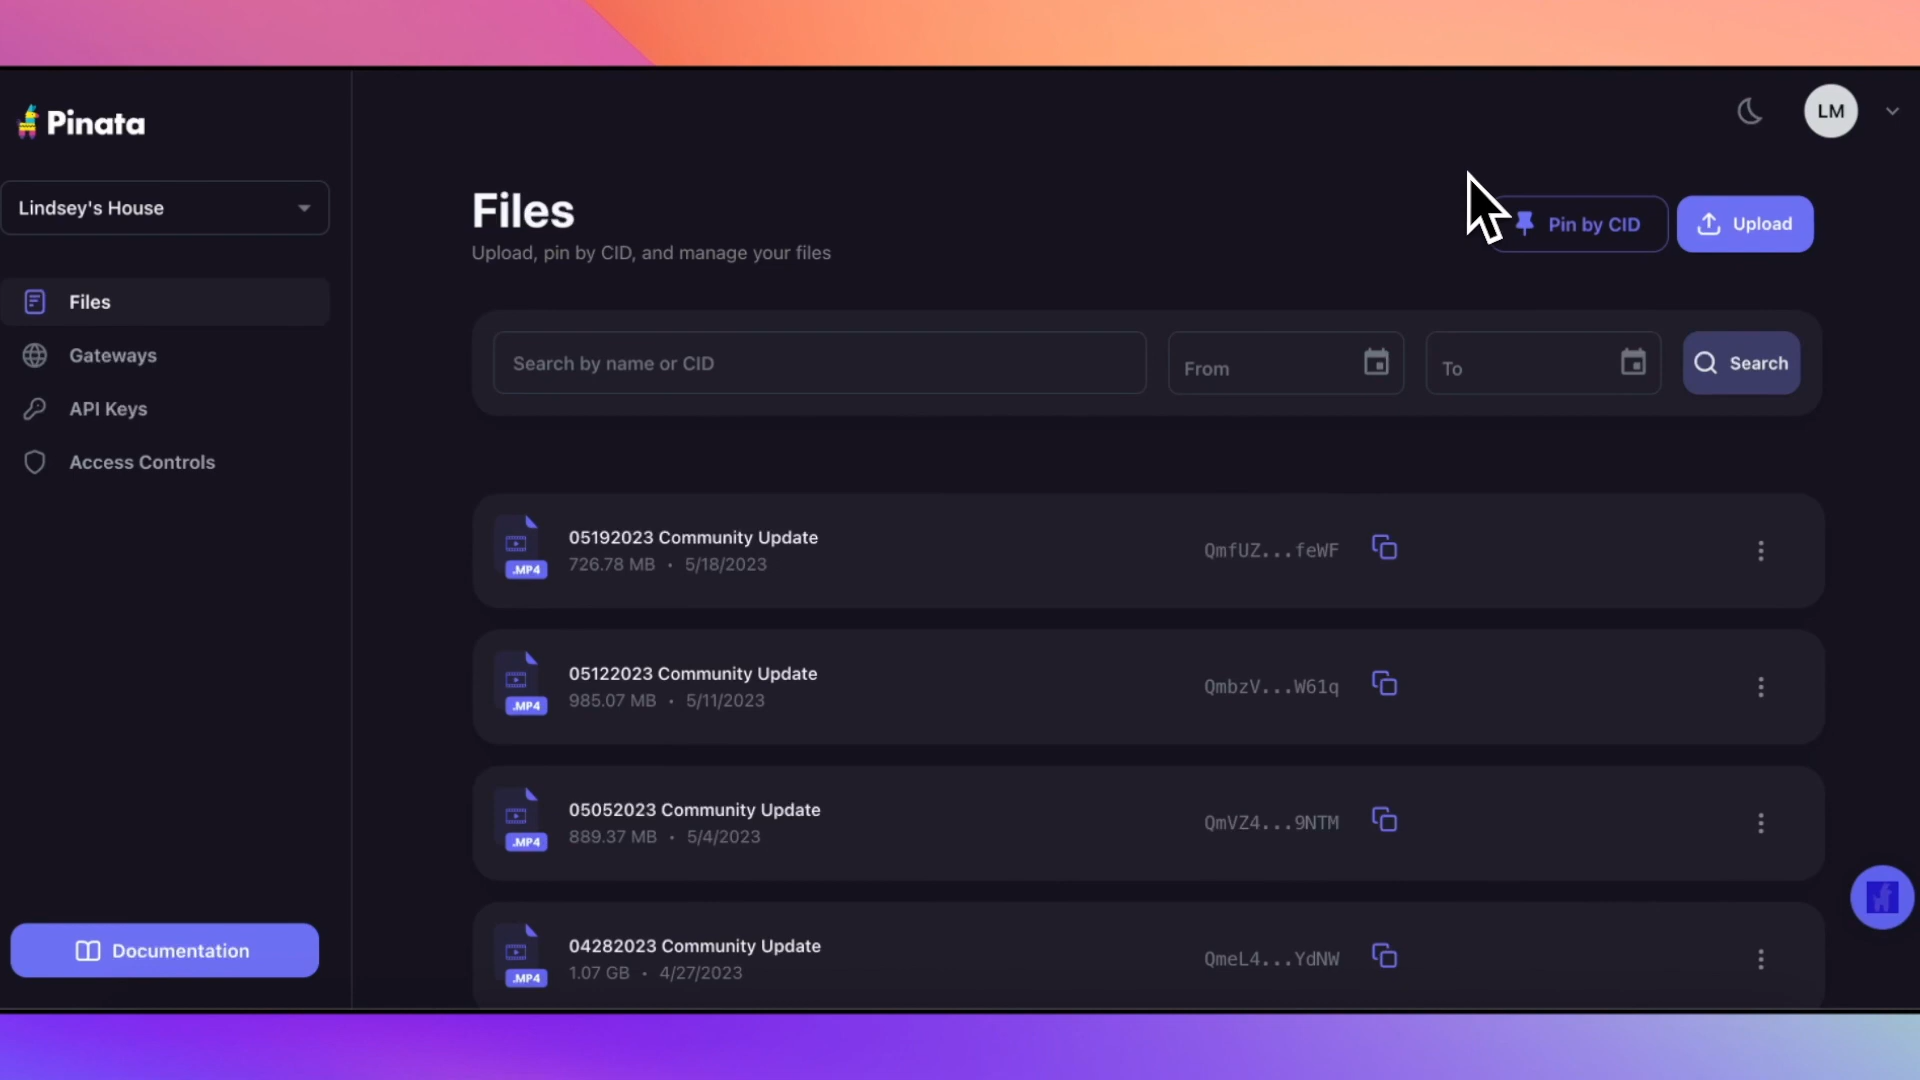 Pinata
LM
Lindsey's House
Files
Upload, pin by CID, and manage your files
Pin by CID
Upload
Files
Gateways
API Keys
Access Controls
Search by name or CID
From
To
Search
05192023 Community Update
726.78 MB • 5/18/2023
.MP4
QmfUZ...feWF
05122023 Community Update
985.07 MB • 5/11/2023
.MP4
QmbzV...W61q
05052023 Community Update
889.37 MB • 5/4/2023
.MP4
QmVZ4...9NTM
04282023 Community Update
1.07 GB • 4/27/2023
.MP4
QmeL4...YdNW
Documentation